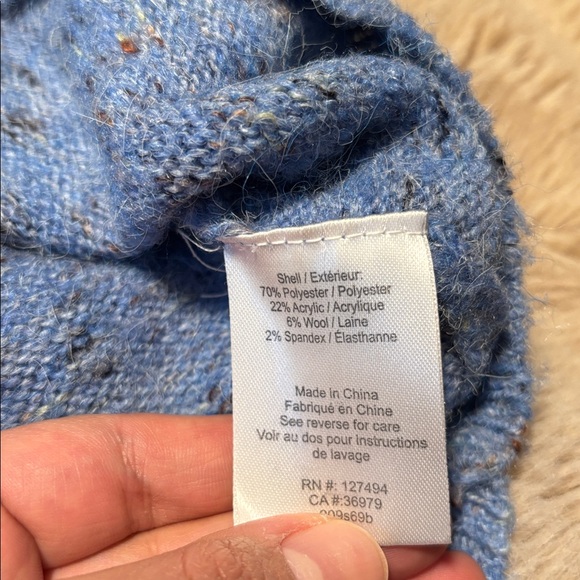 Shell / Extérieur:
70% Polyester / Polyester
22% Acrylic / Acrylique
6% Wool / Laine
2% Spandex / Élasthanne
Made in China
Fabriqué en Chine
See reverse for care
Voir au dos pour instructions
de lavage
RN #: 127494
CA #:36979